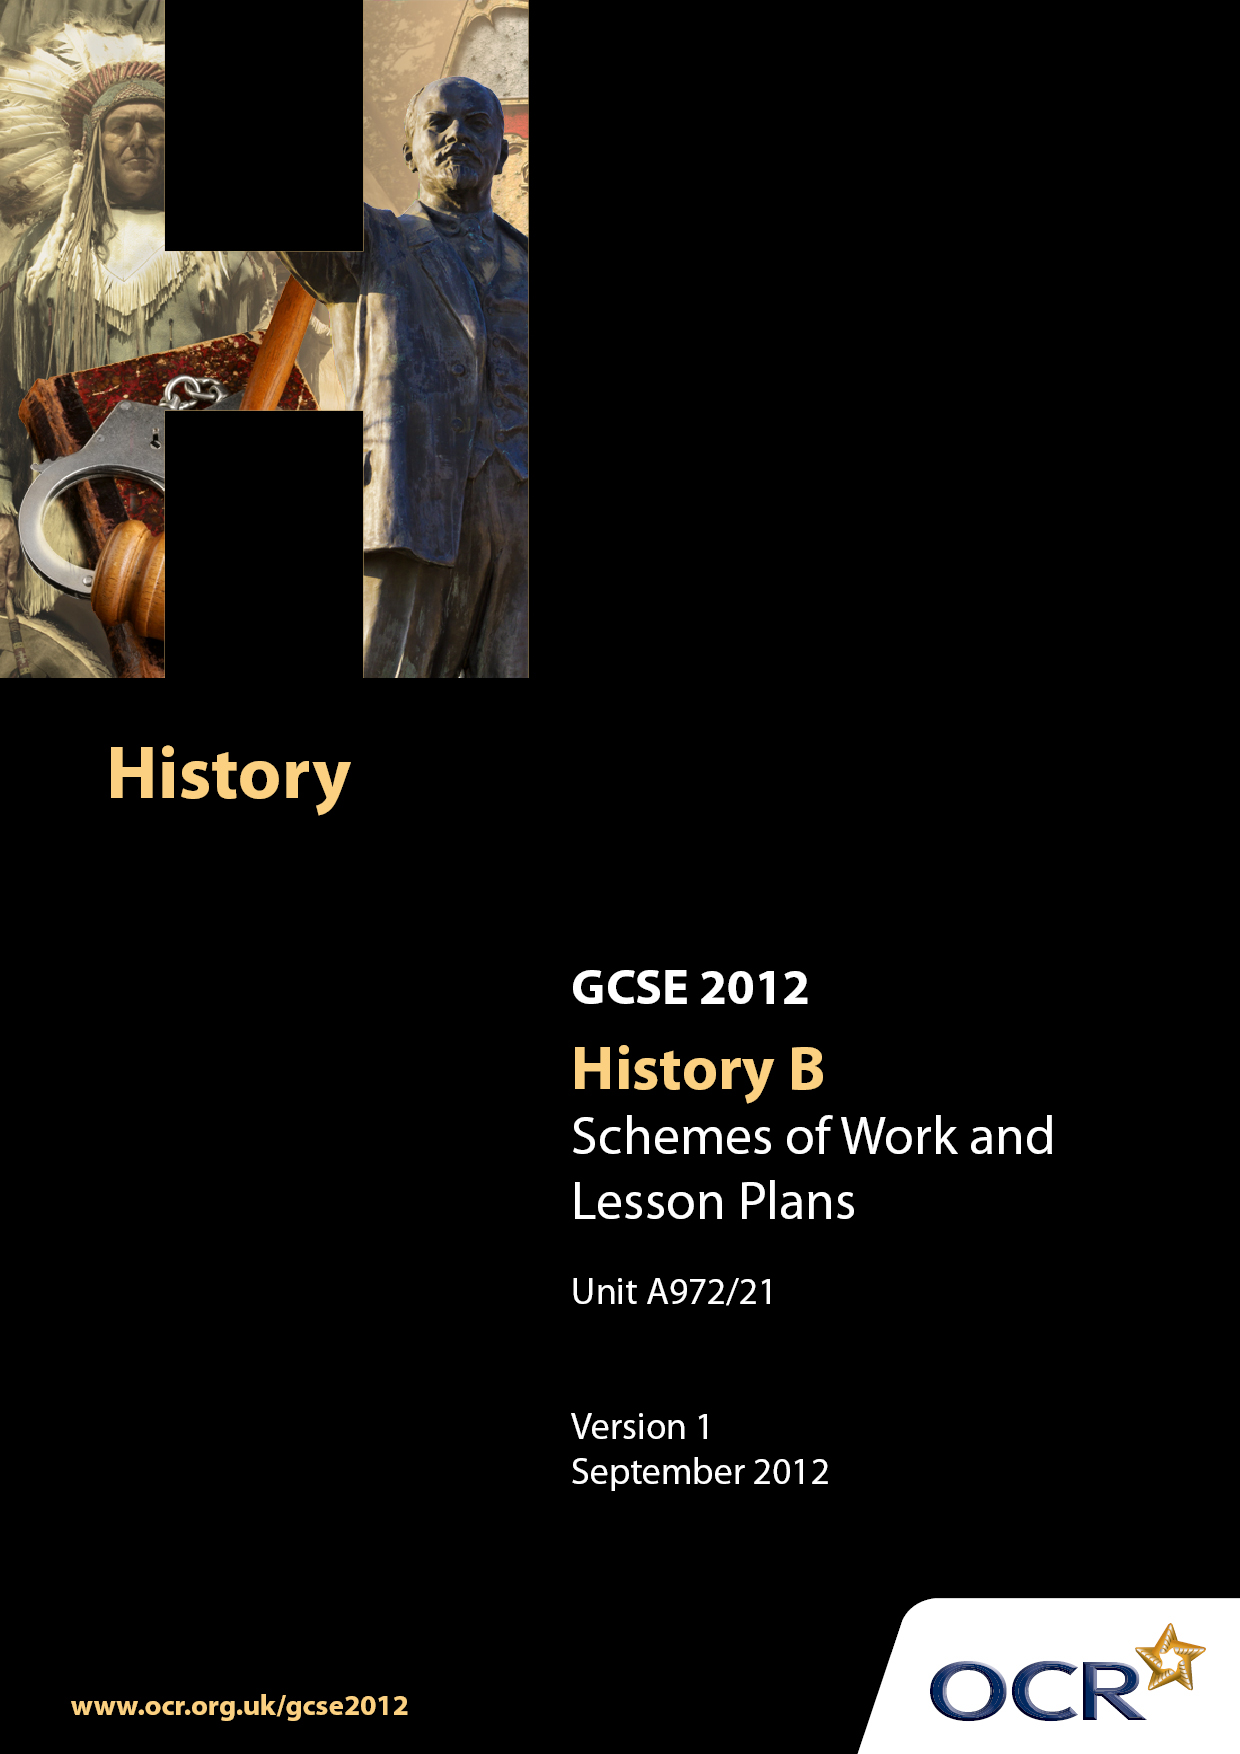 History
GCSE 2012
History B
Schemes of Work and
Lesson Plans
Unit A972/21
Version 1
September 2012
www.ocr.org.uk/gcse2012
OCR